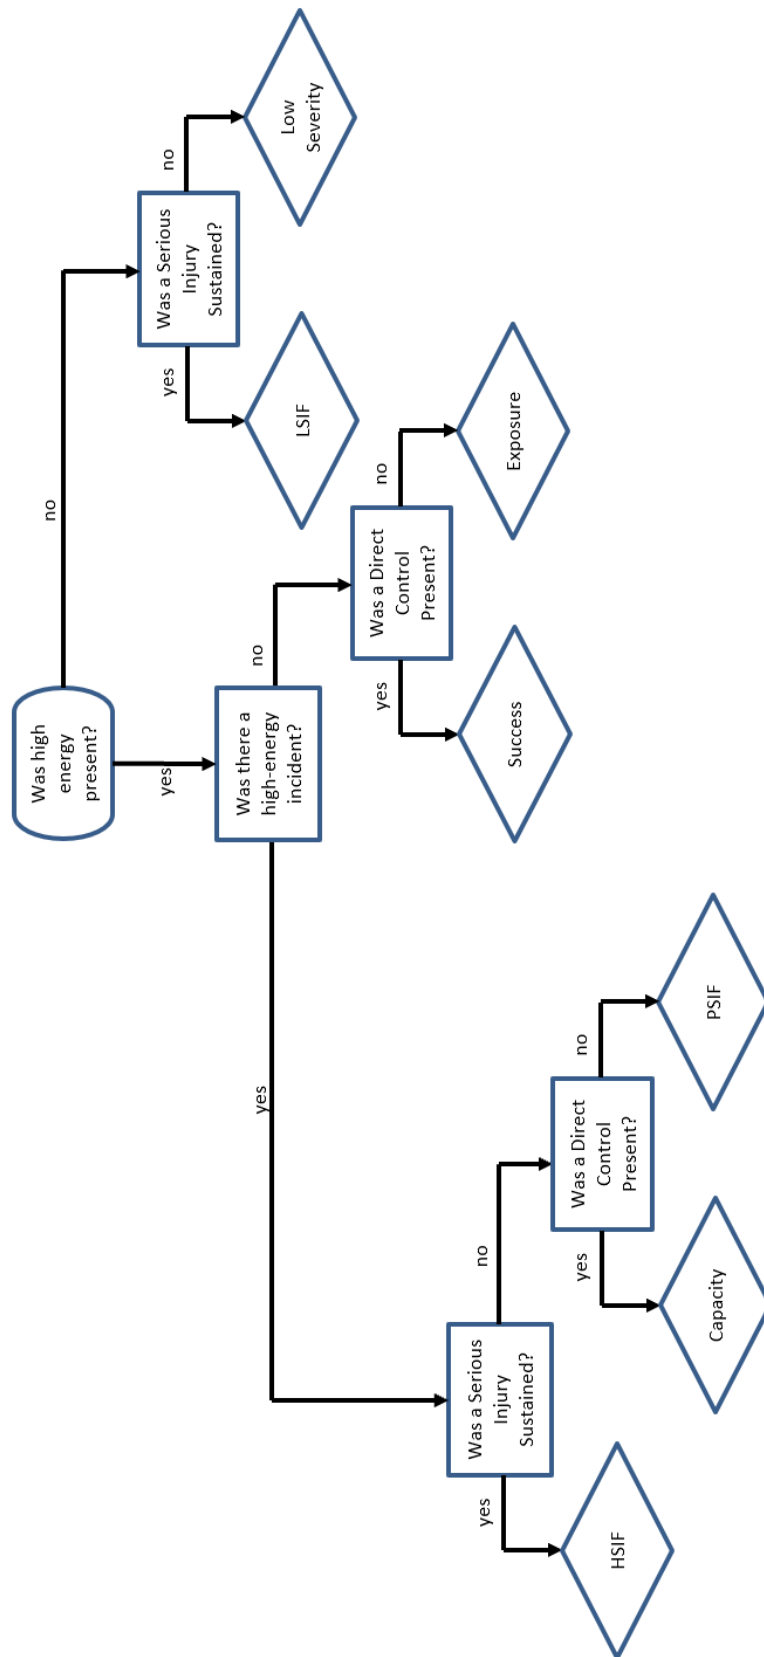 Was high
energy
present?
no
yes
Was a Serious
Injury
Sustained?
yes
no
LSIF
Low
Severity
Was there a
high-energy
incident?
yes
no
Was a Direct
Control
Present?
yes
no
Success
Exposure
Was a Serious
Injury
Sustained?
yes
no
HSIF
Was a Direct
Control
Present?
yes
no
Capacity
PSIF